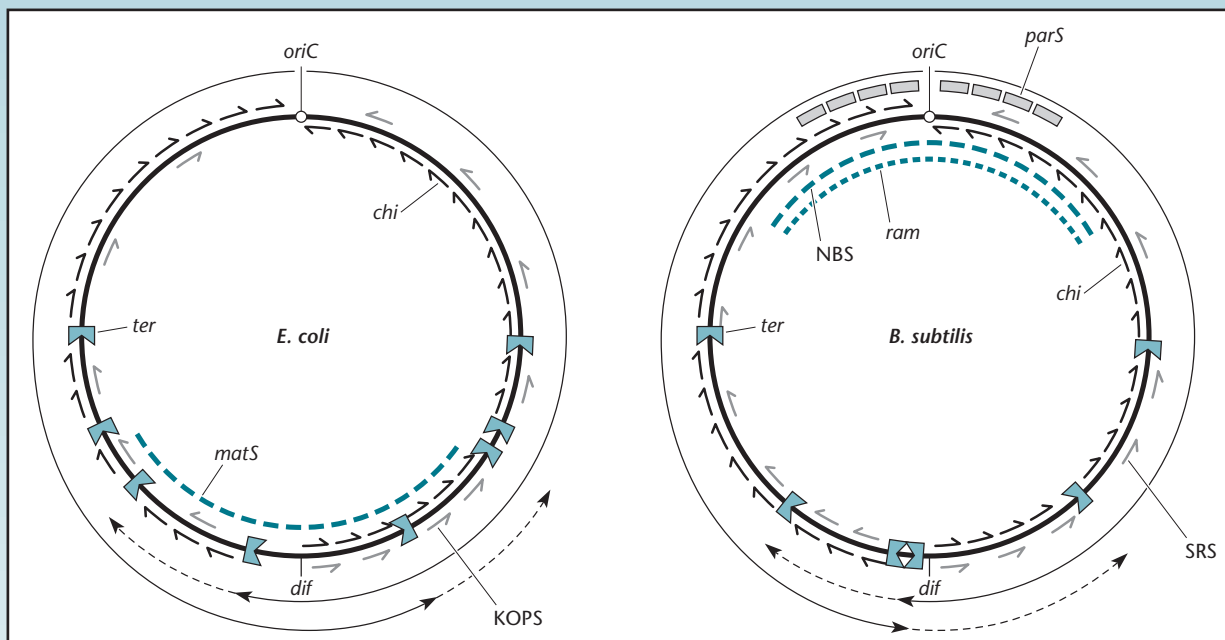 oriC
chi
ter
E. coli
matS
dif
KOPS
oriC
parS
NBS
ram
chi
ter
B. subtilis
SRS
dif